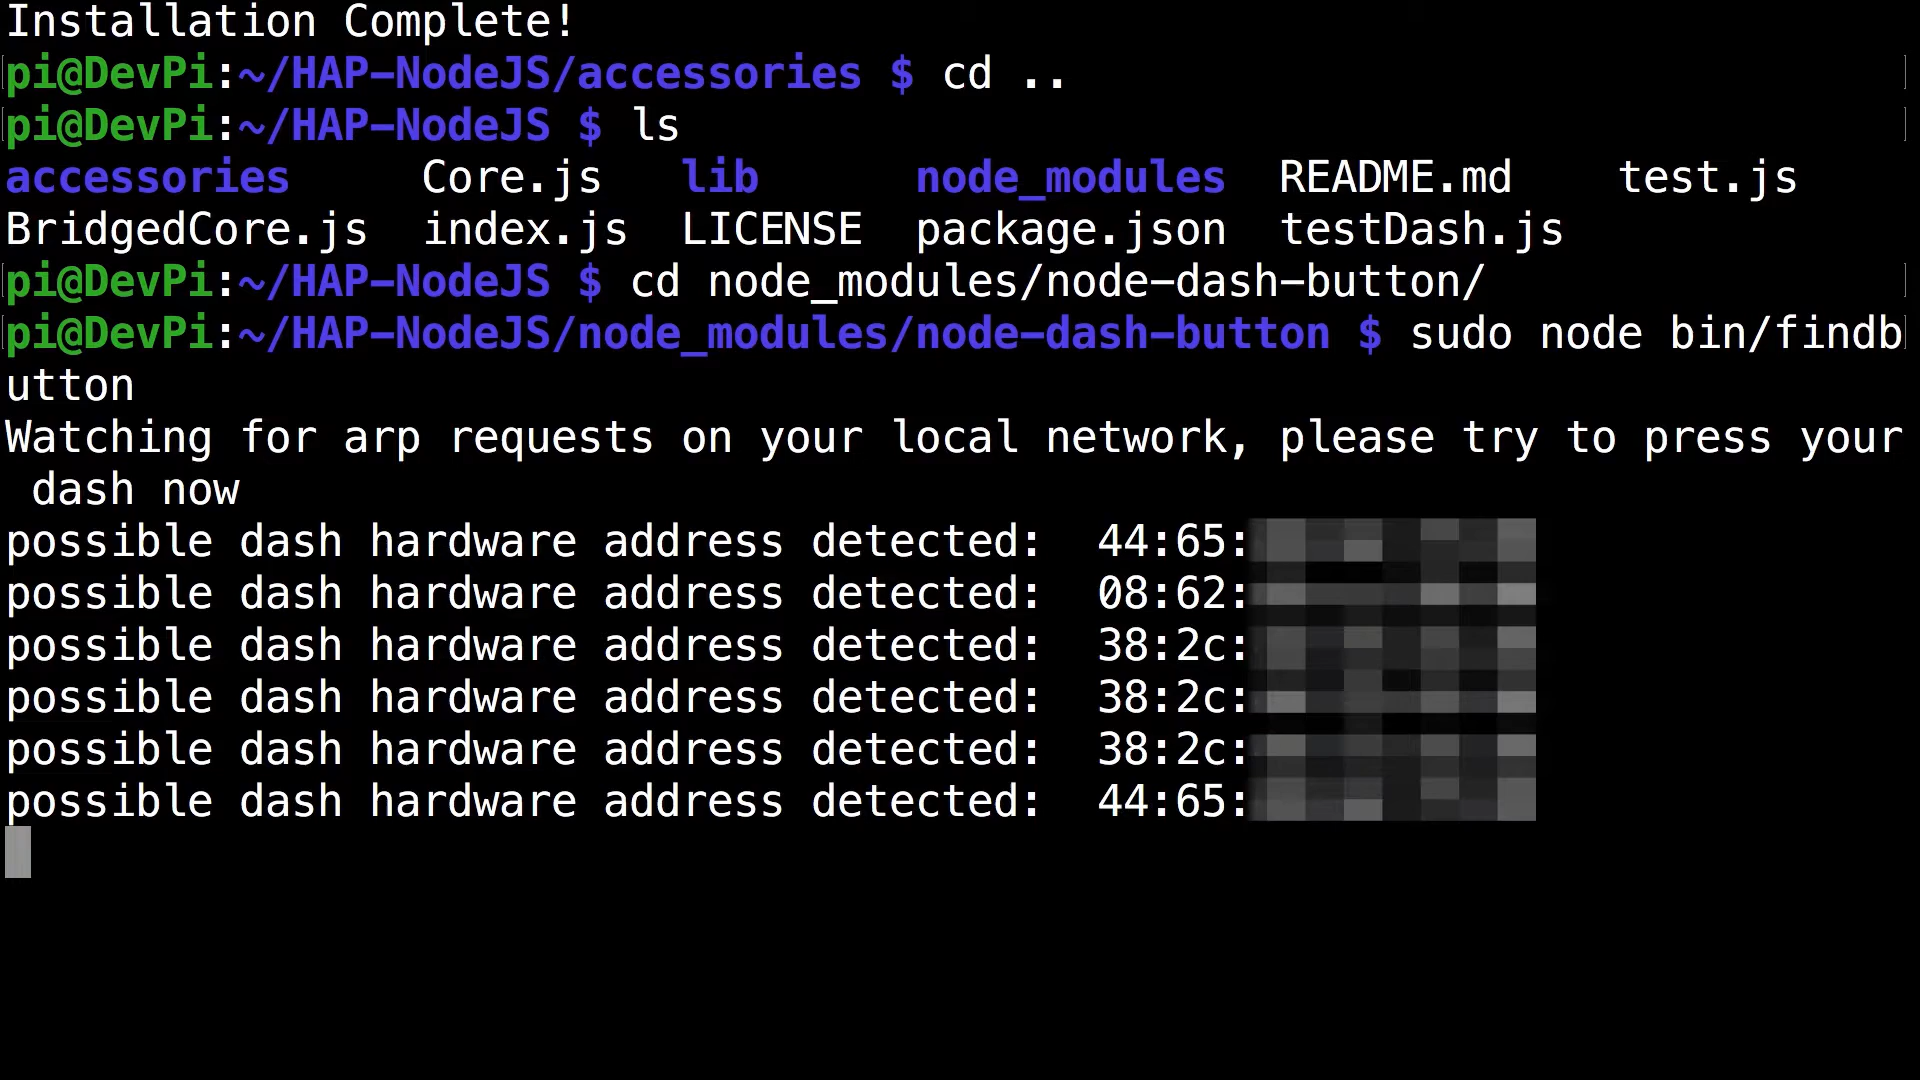 Installation Complete!
pi@DevPi:~/HAP-NodeJS/accessories $ cd ..
pi@DevPi:~/HAP-NodeJS $ ls
accessories     Core.js   lib      node_modules  README.md    test.js
BridgedCore.js  index.js  LICENSE  package.json  testDash.js
pi@DevPi:~/HAP-NodeJS $ cd node_modules/node-dash-button/
pi@DevPi:~/HAP-NodeJS/node_modules/node-dash-button $ sudo node bin/findb
utton
Watching for arp requests on your local network, please try to press your
 dash now
possible dash hardware address detected:  44:65:
possible dash hardware address detected:  08:62:
possible dash hardware address detected:  38:2c:
possible dash hardware address detected:  38:2c:
possible dash hardware address detected:  38:2c:
possible dash hardware address detected:  44:65: